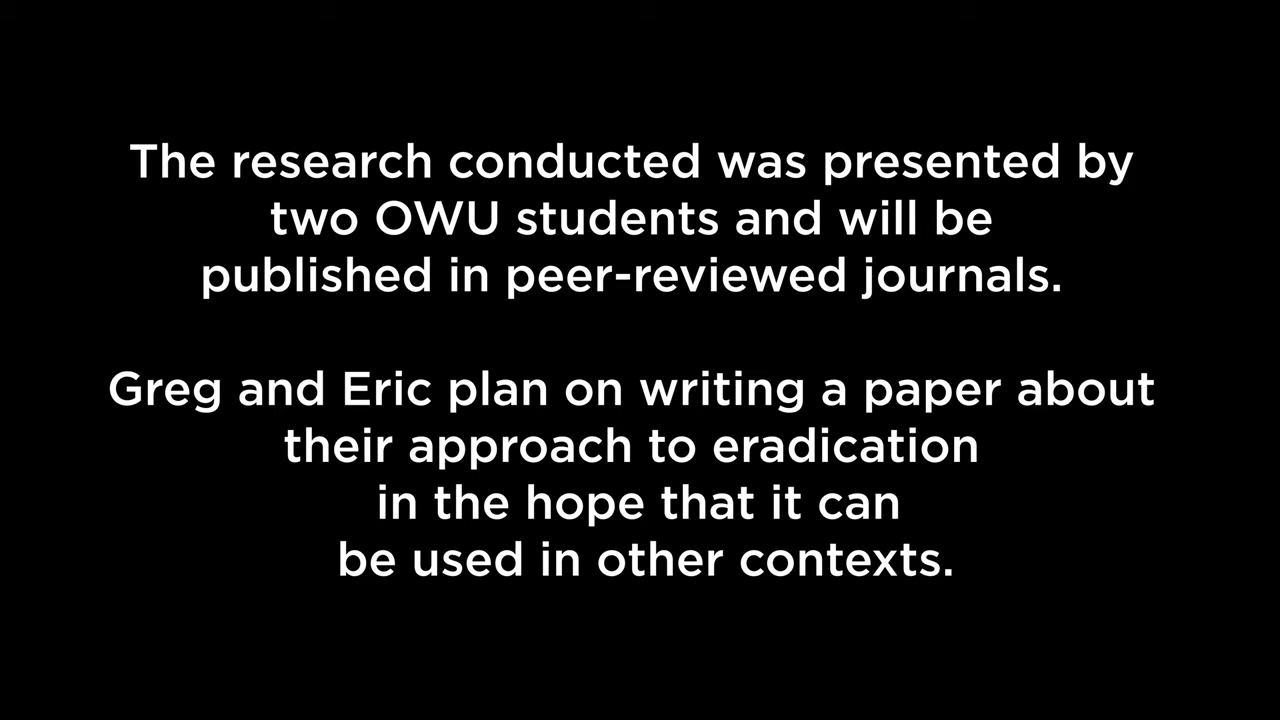 The research conducted was presented by
two OWU students and will be
published in peer-reviewed journals.
Greg and Eric plan on writing a paper about
their approach to eradication
in the hope that it can
be used in other contexts.